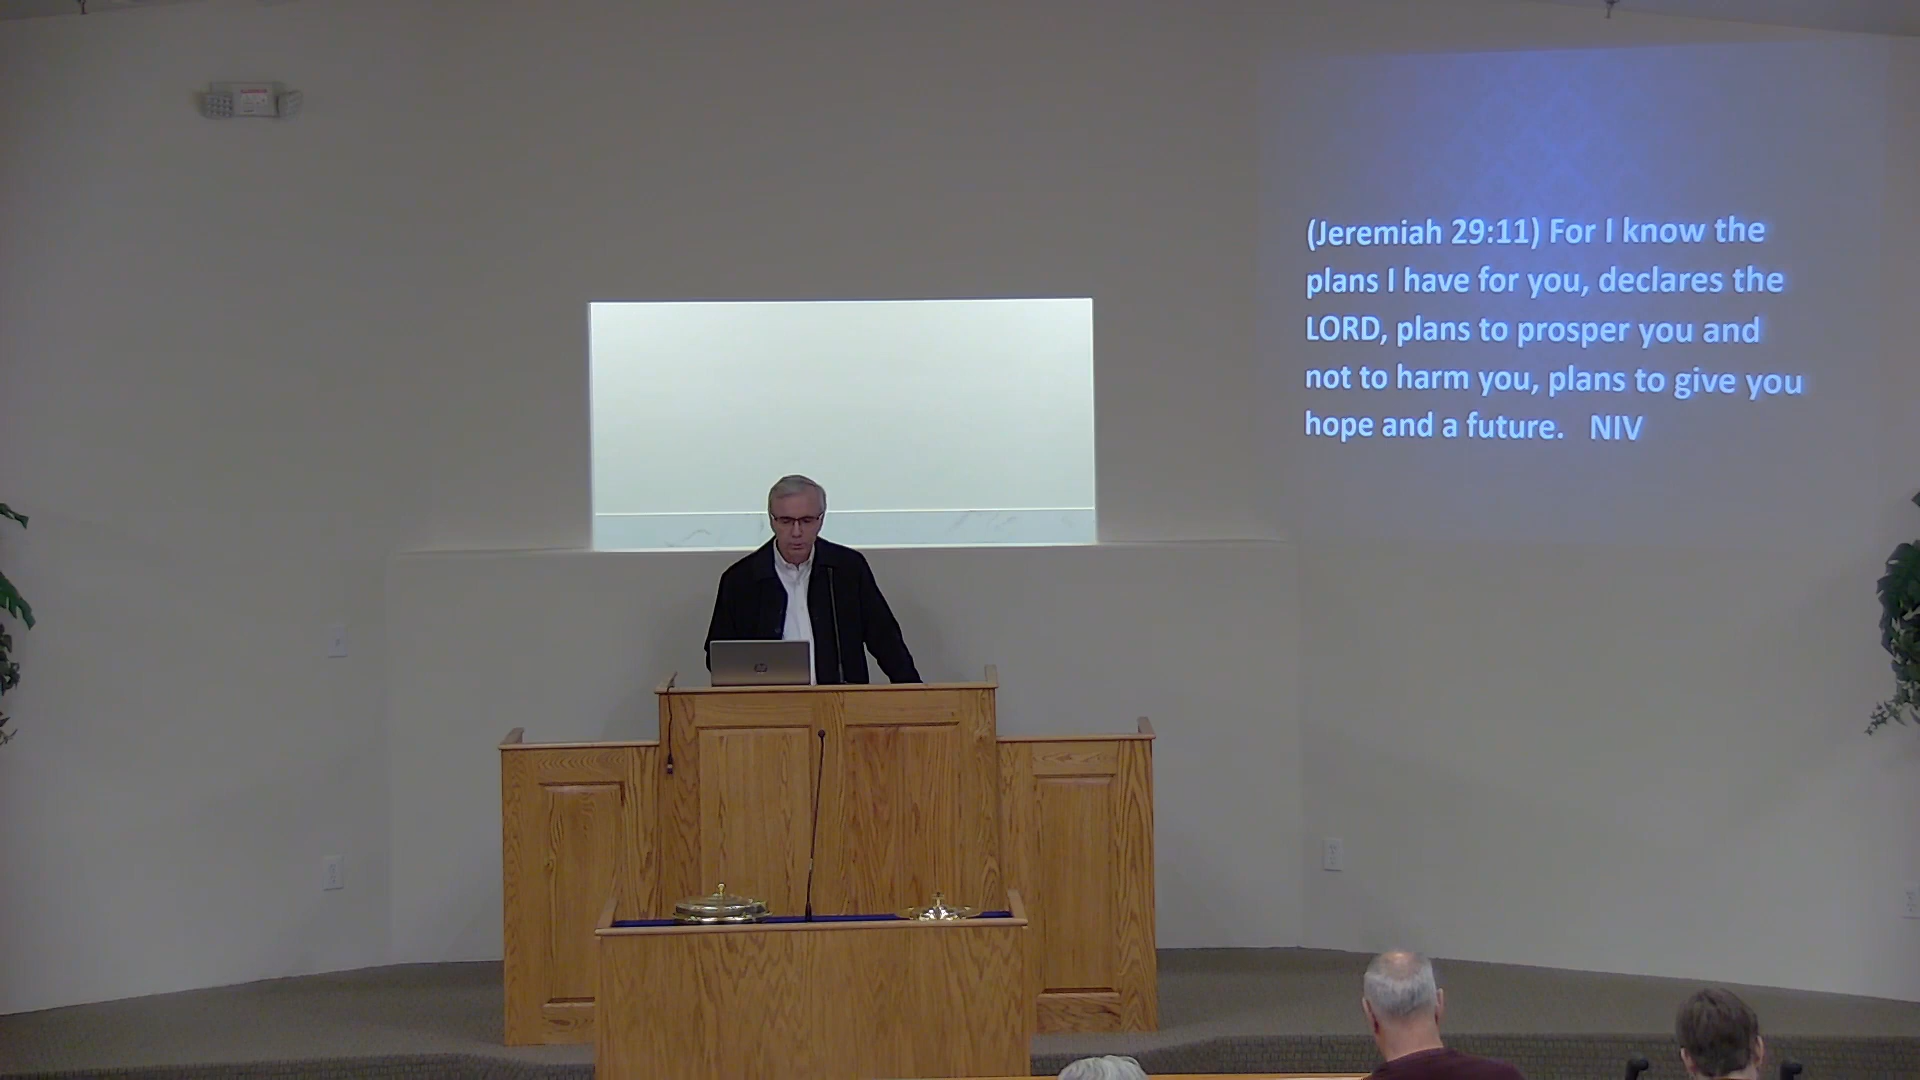 (Jeremiah 29:11) For I know the
plans I have for you, declares the
LORD, plans to prosper you and
not to harm you, plans to give you
hope and a future.   NIV
hp